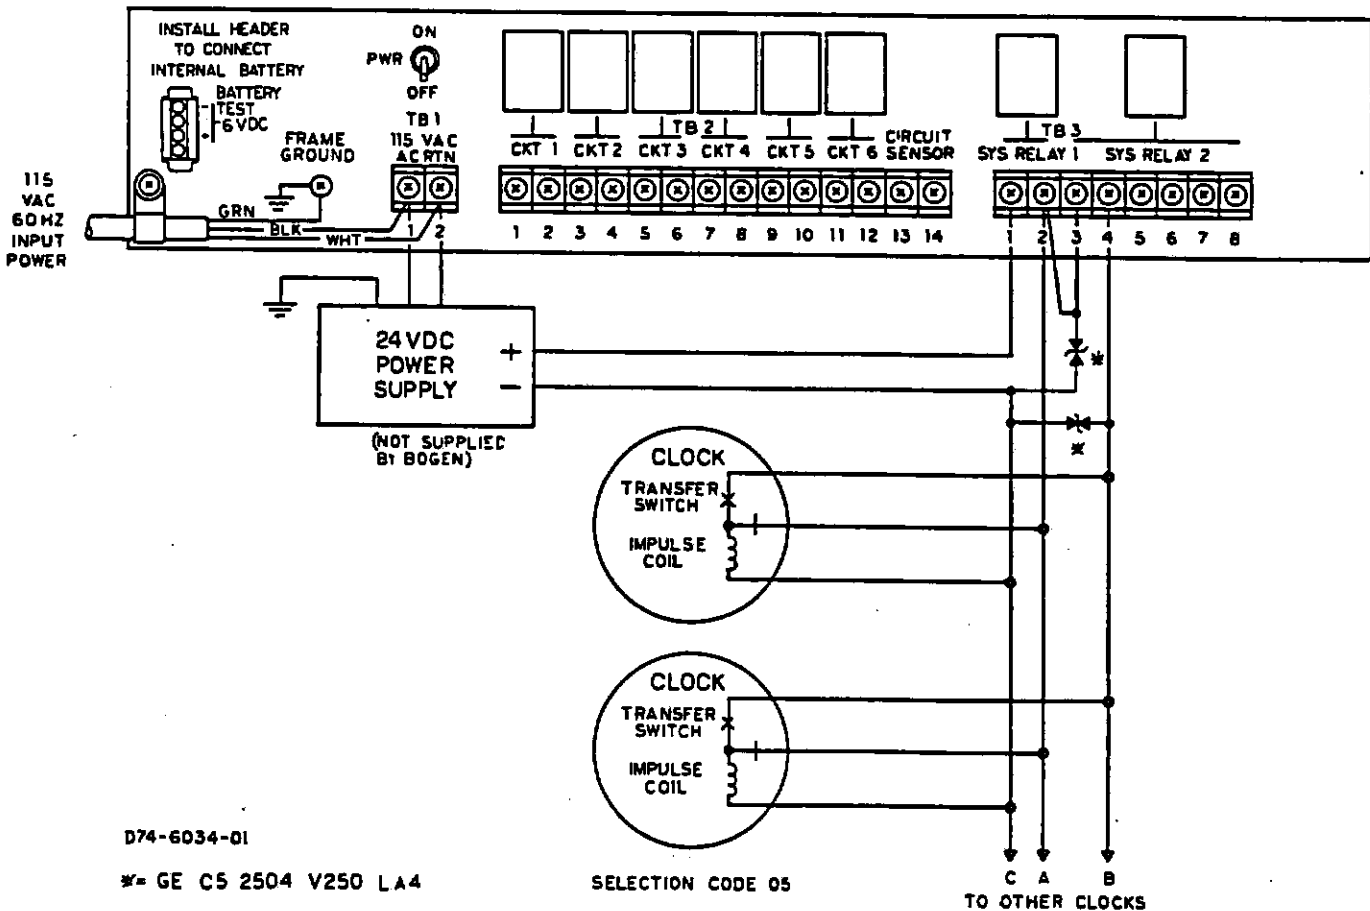 INSTALL HEADER
TO CONNECT
INTERNAL BATTERY
BATTERY
TEST
6VDC
ON
PWR
OFF
TB1
115 VAC
AC RTN
FRAME
GROUND
TB2
CKT 1 CKT 2 CKT 3 CKT 4 CKT 5 CKT 6
CIRCUIT
SENSOR
TB3
SYS RELAY 1 SYS RELAY 2
115
VAC
60HZ
INPUT
POWER
GRN
BLK
WHT
1 2
1 2 3 4 5 6 7 8 9 10 11 12 13 14
1 2 3 4 5 6 7 8
24VDC
POWER
SUPPLY
+
-
(NOT SUPPLIED
BY BOGEN)
*
*
CLOCK
TRANSFER
SWITCH
IMPULSE
COIL
CLOCK
TRANSFER
SWITCH
IMPULSE
COIL
D74-6034-01
*= GE C5 2504 V250 LA4
SELECTION CODE 05
C A B
TO OTHER CLOCKS